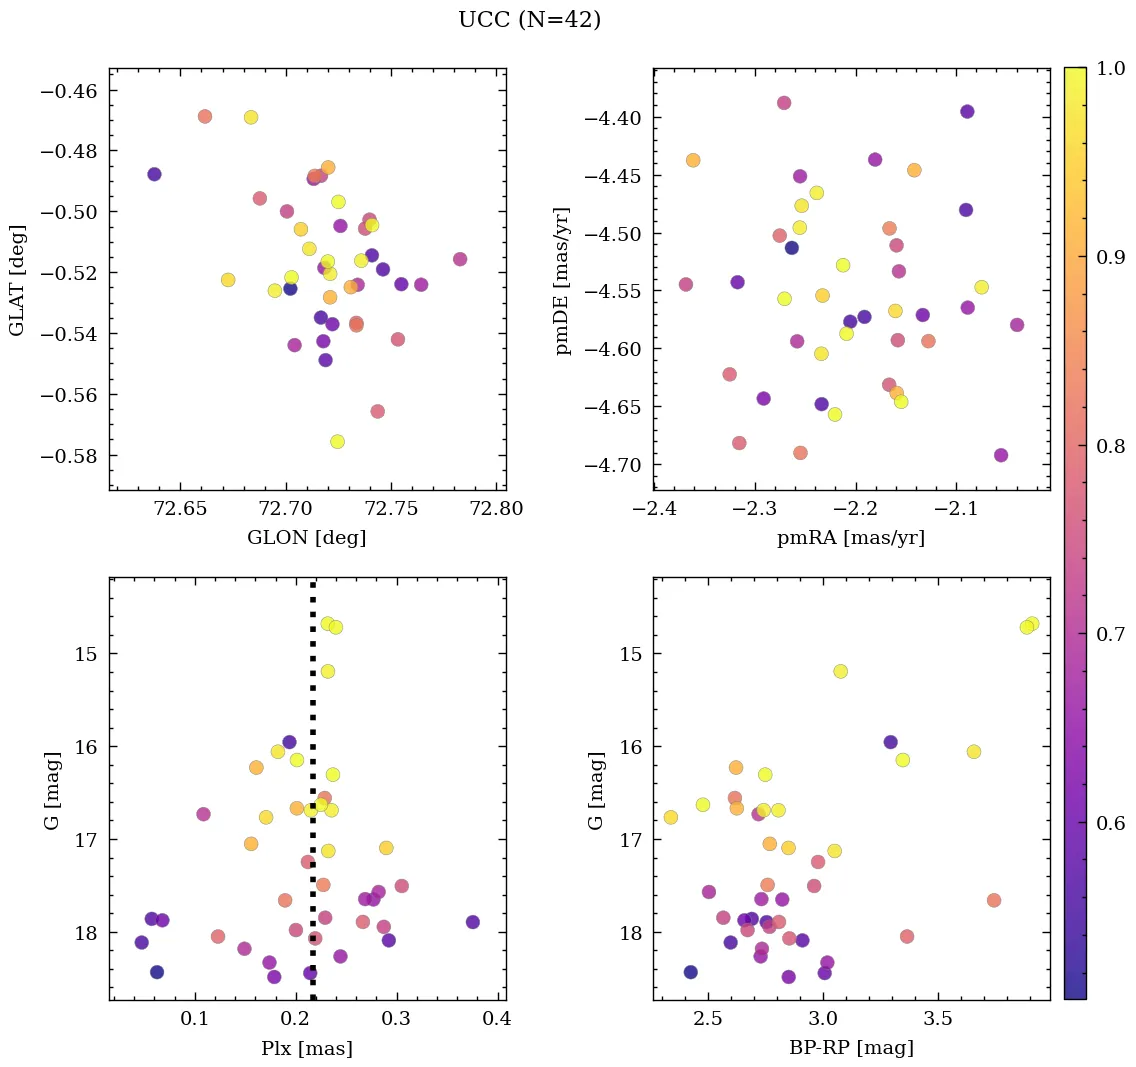 UCC (N=42)
−0.46
−0.48
−0.50
−0.52
−0.54
−0.56
−0.58
GLAT [deg]
72.65 72.70 72.75 72.80
GLON [deg]
−4.40
−4.45
−4.50
−4.55
−4.60
−4.65
−4.70
pmDE [mas/yr]
−2.4 −2.3 −2.2 −2.1
pmRA [mas/yr]
1.0
0.9
0.8
0.7
0.6
15
16
17
18
G [mag]
0.1 0.2 0.3 0.4
Plx [mas]
15
16
17
18
G [mag]
2.5 3.0 3.5
BP-RP [mag]